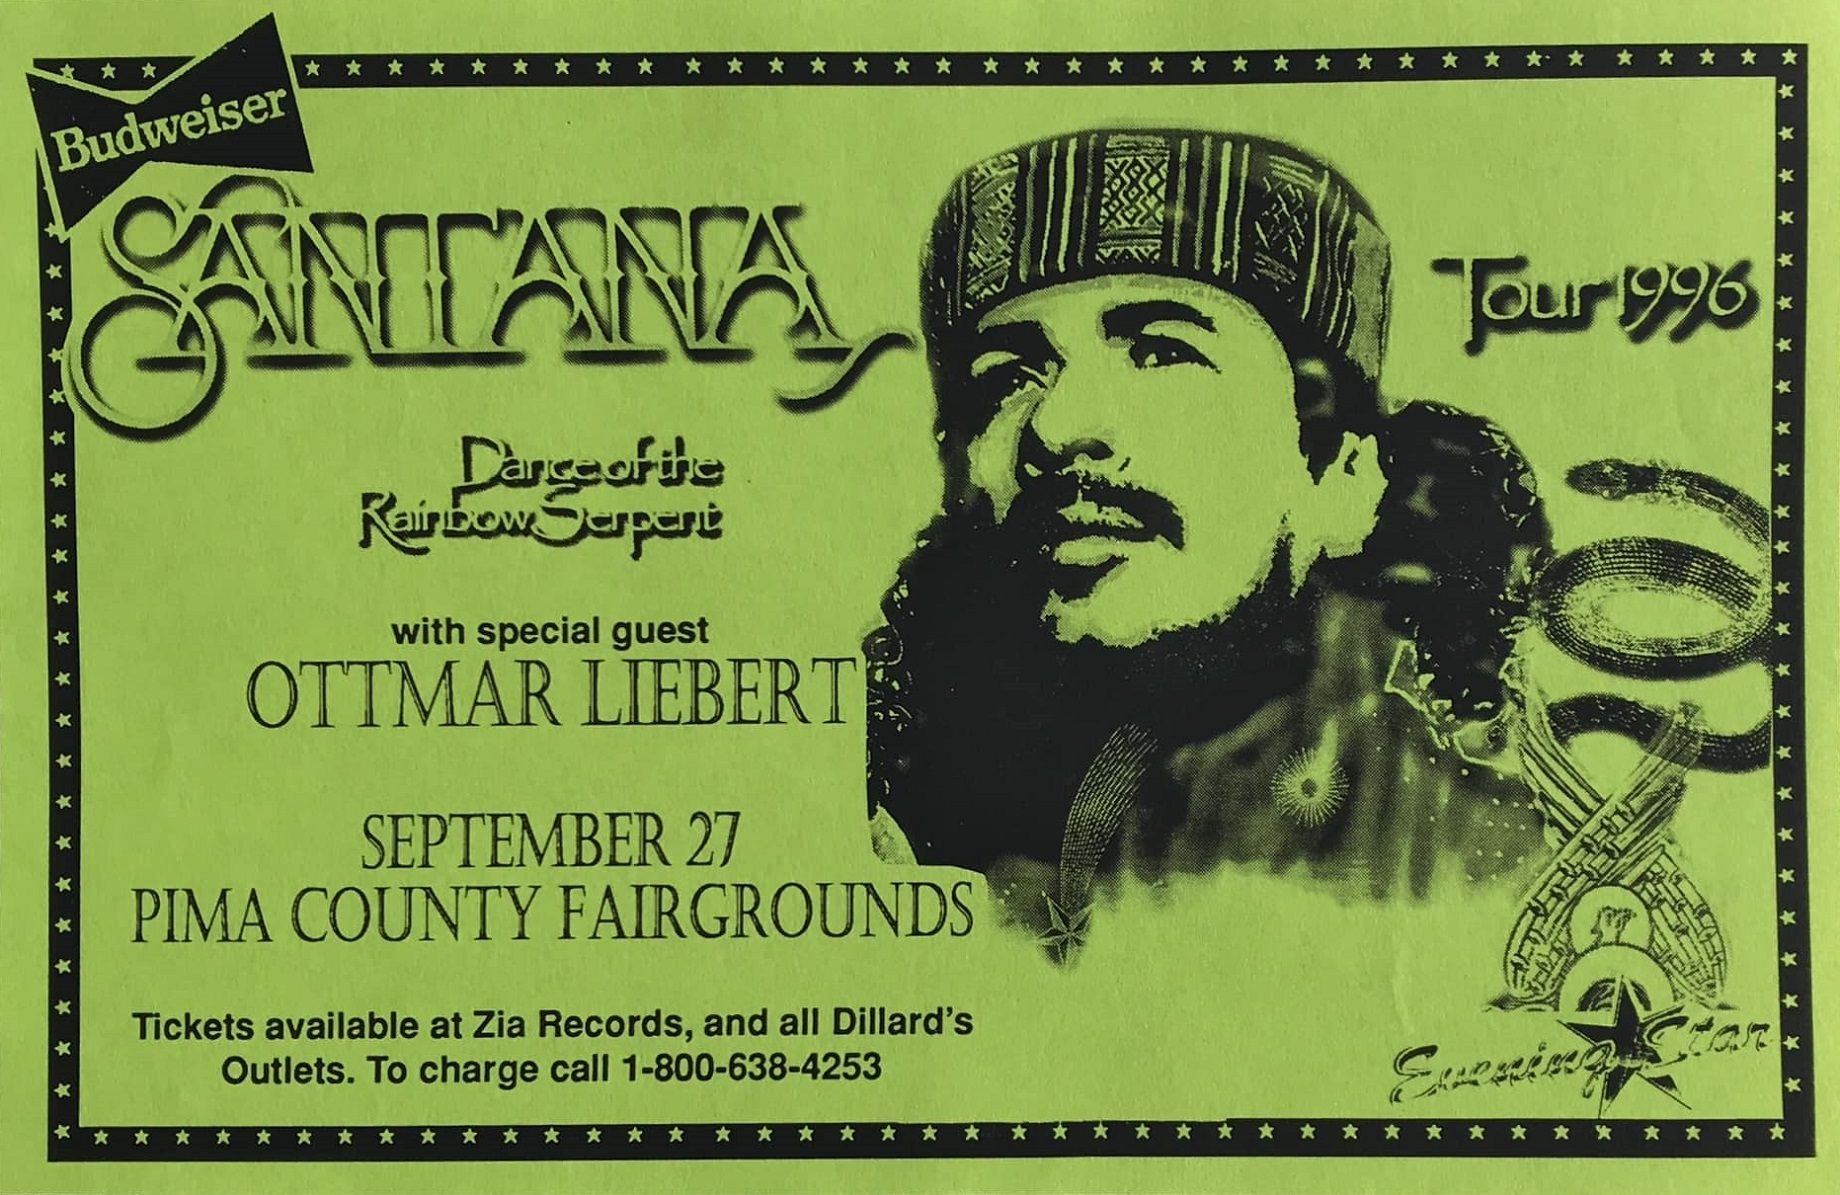 Budweiser
SANTANA
Tour 1996
Dance of the
Rainbow Serpent
with special guest
OTTMAR LIEBERT
SEPTEMBER 27
PIMA COUNTY FAIRGROUNDS
Tickets available at Zia Records, and all Dillard's
Outlets. To charge call 1-800-638-4253
Evening Star